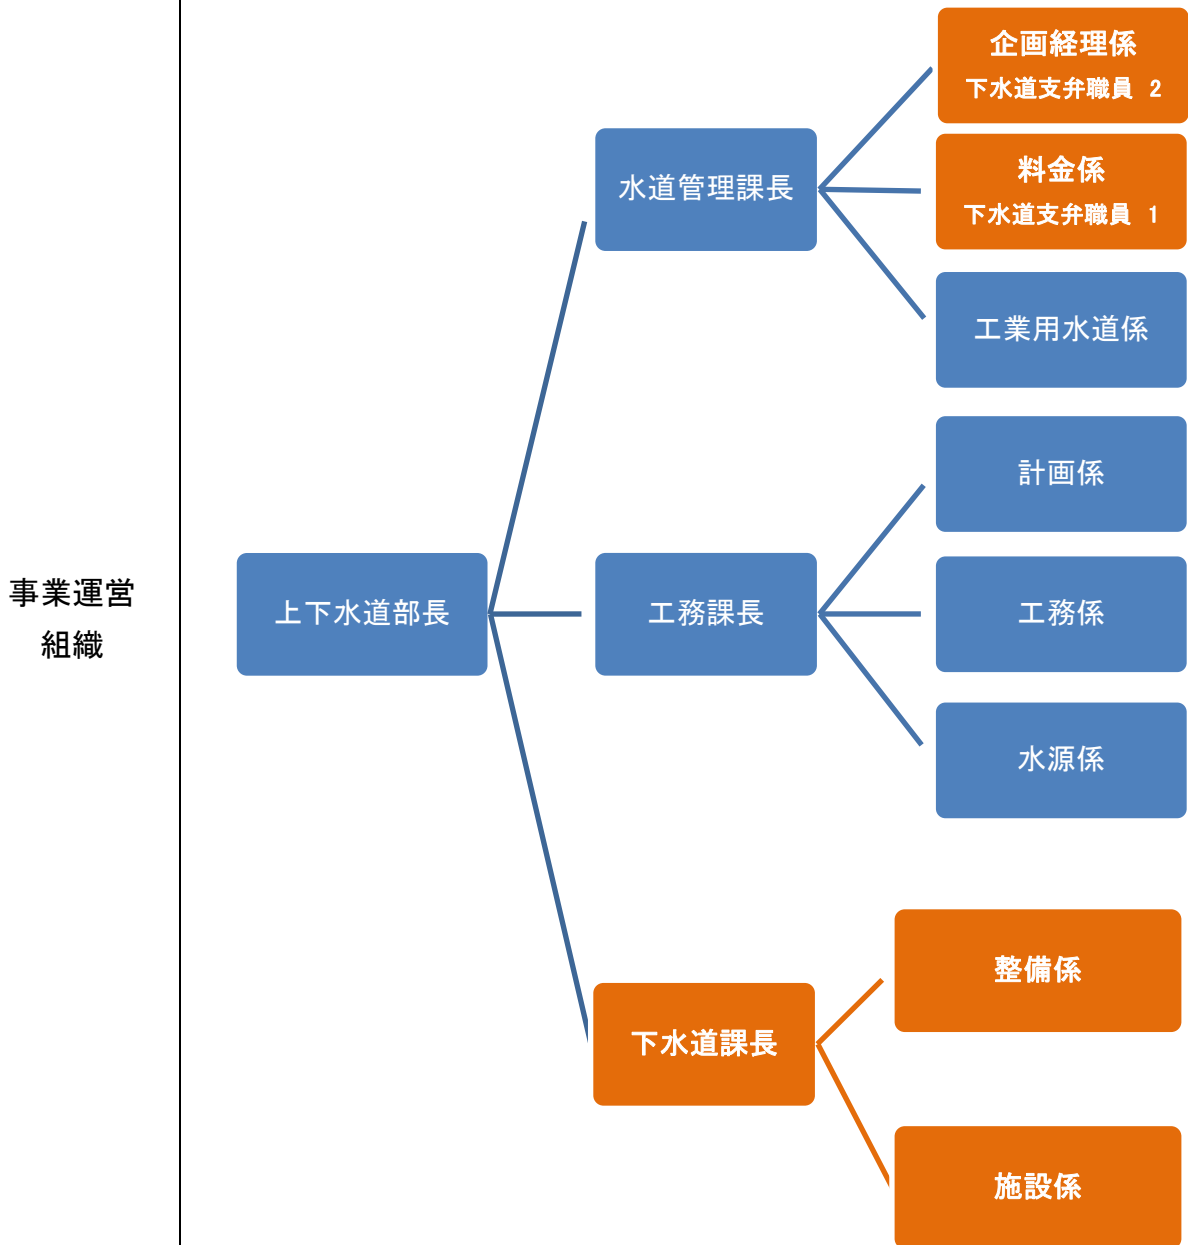 事業運営
組織
上下水道部長
水道管理課長
企画経理係
下水道支弁職員 2
料金係
下水道支弁職員 1
工業用水道係
工務課長
計画係
工務係
水源係
下水道課長
整備係
施設係